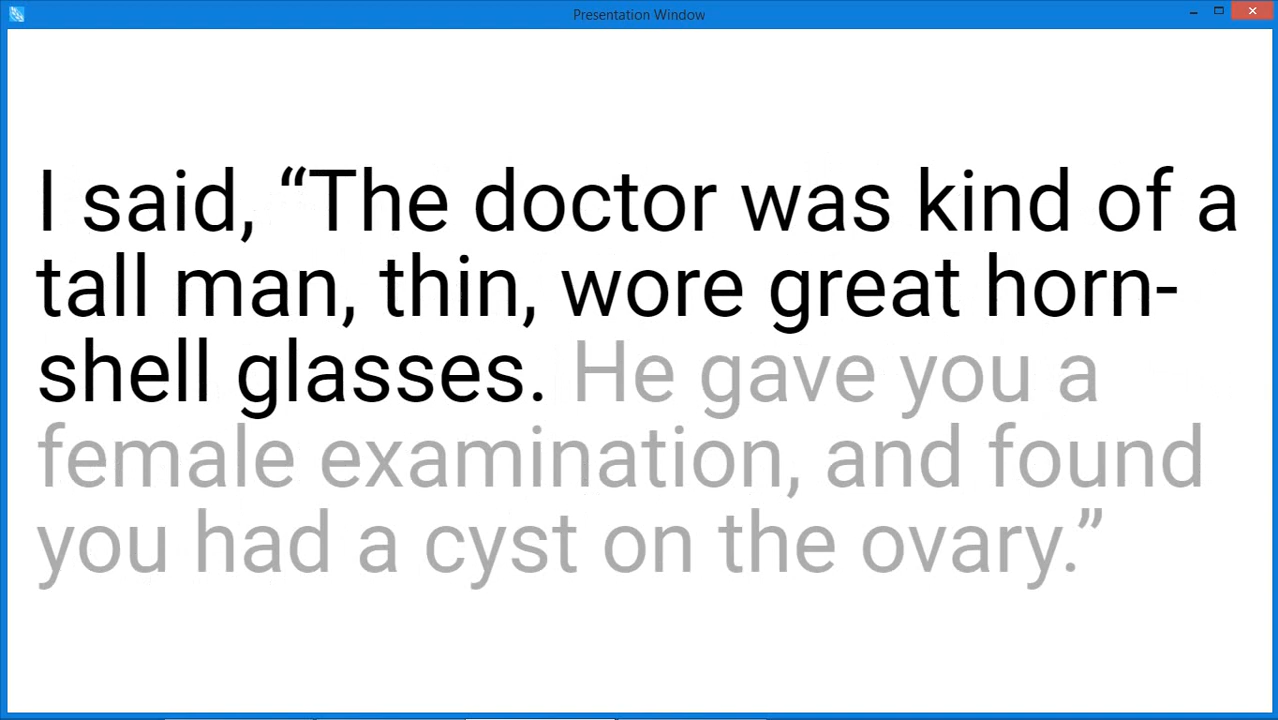 Presentation Window
I said, “The doctor was kind of a
tall man, thin, wore great horn-
shell glasses. He gave you a
female examination, and found
you had a cyst on the ovary.”